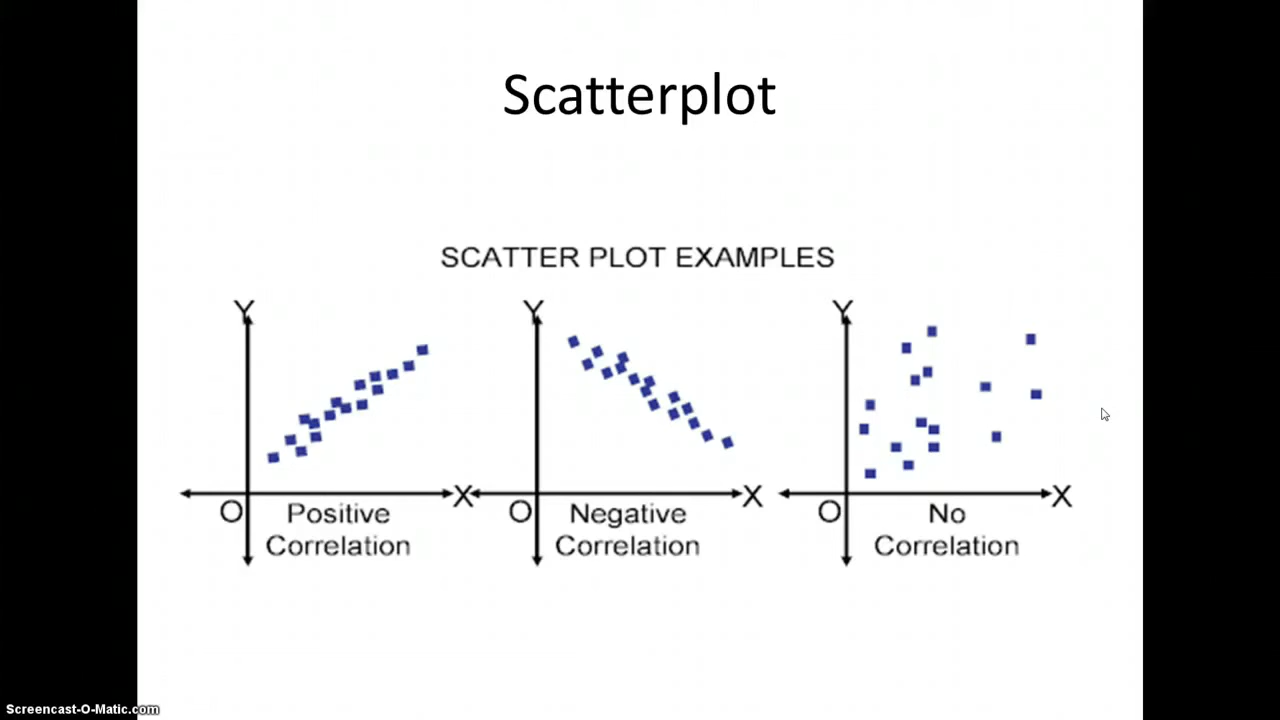 Scatterplot
SCATTER PLOT EXAMPLES
Y Y Y
X X X
O O O
Positive Negative No
Correlation Correlation Correlation
Screencast-O-Matic.com